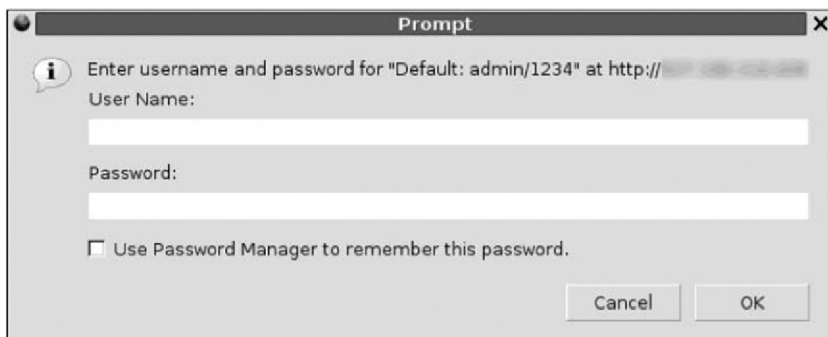 Prompt
Enter username and password for "Default: admin/1234" at http://
User Name:
Password:
Use Password Manager to remember this password.
Cancel OK